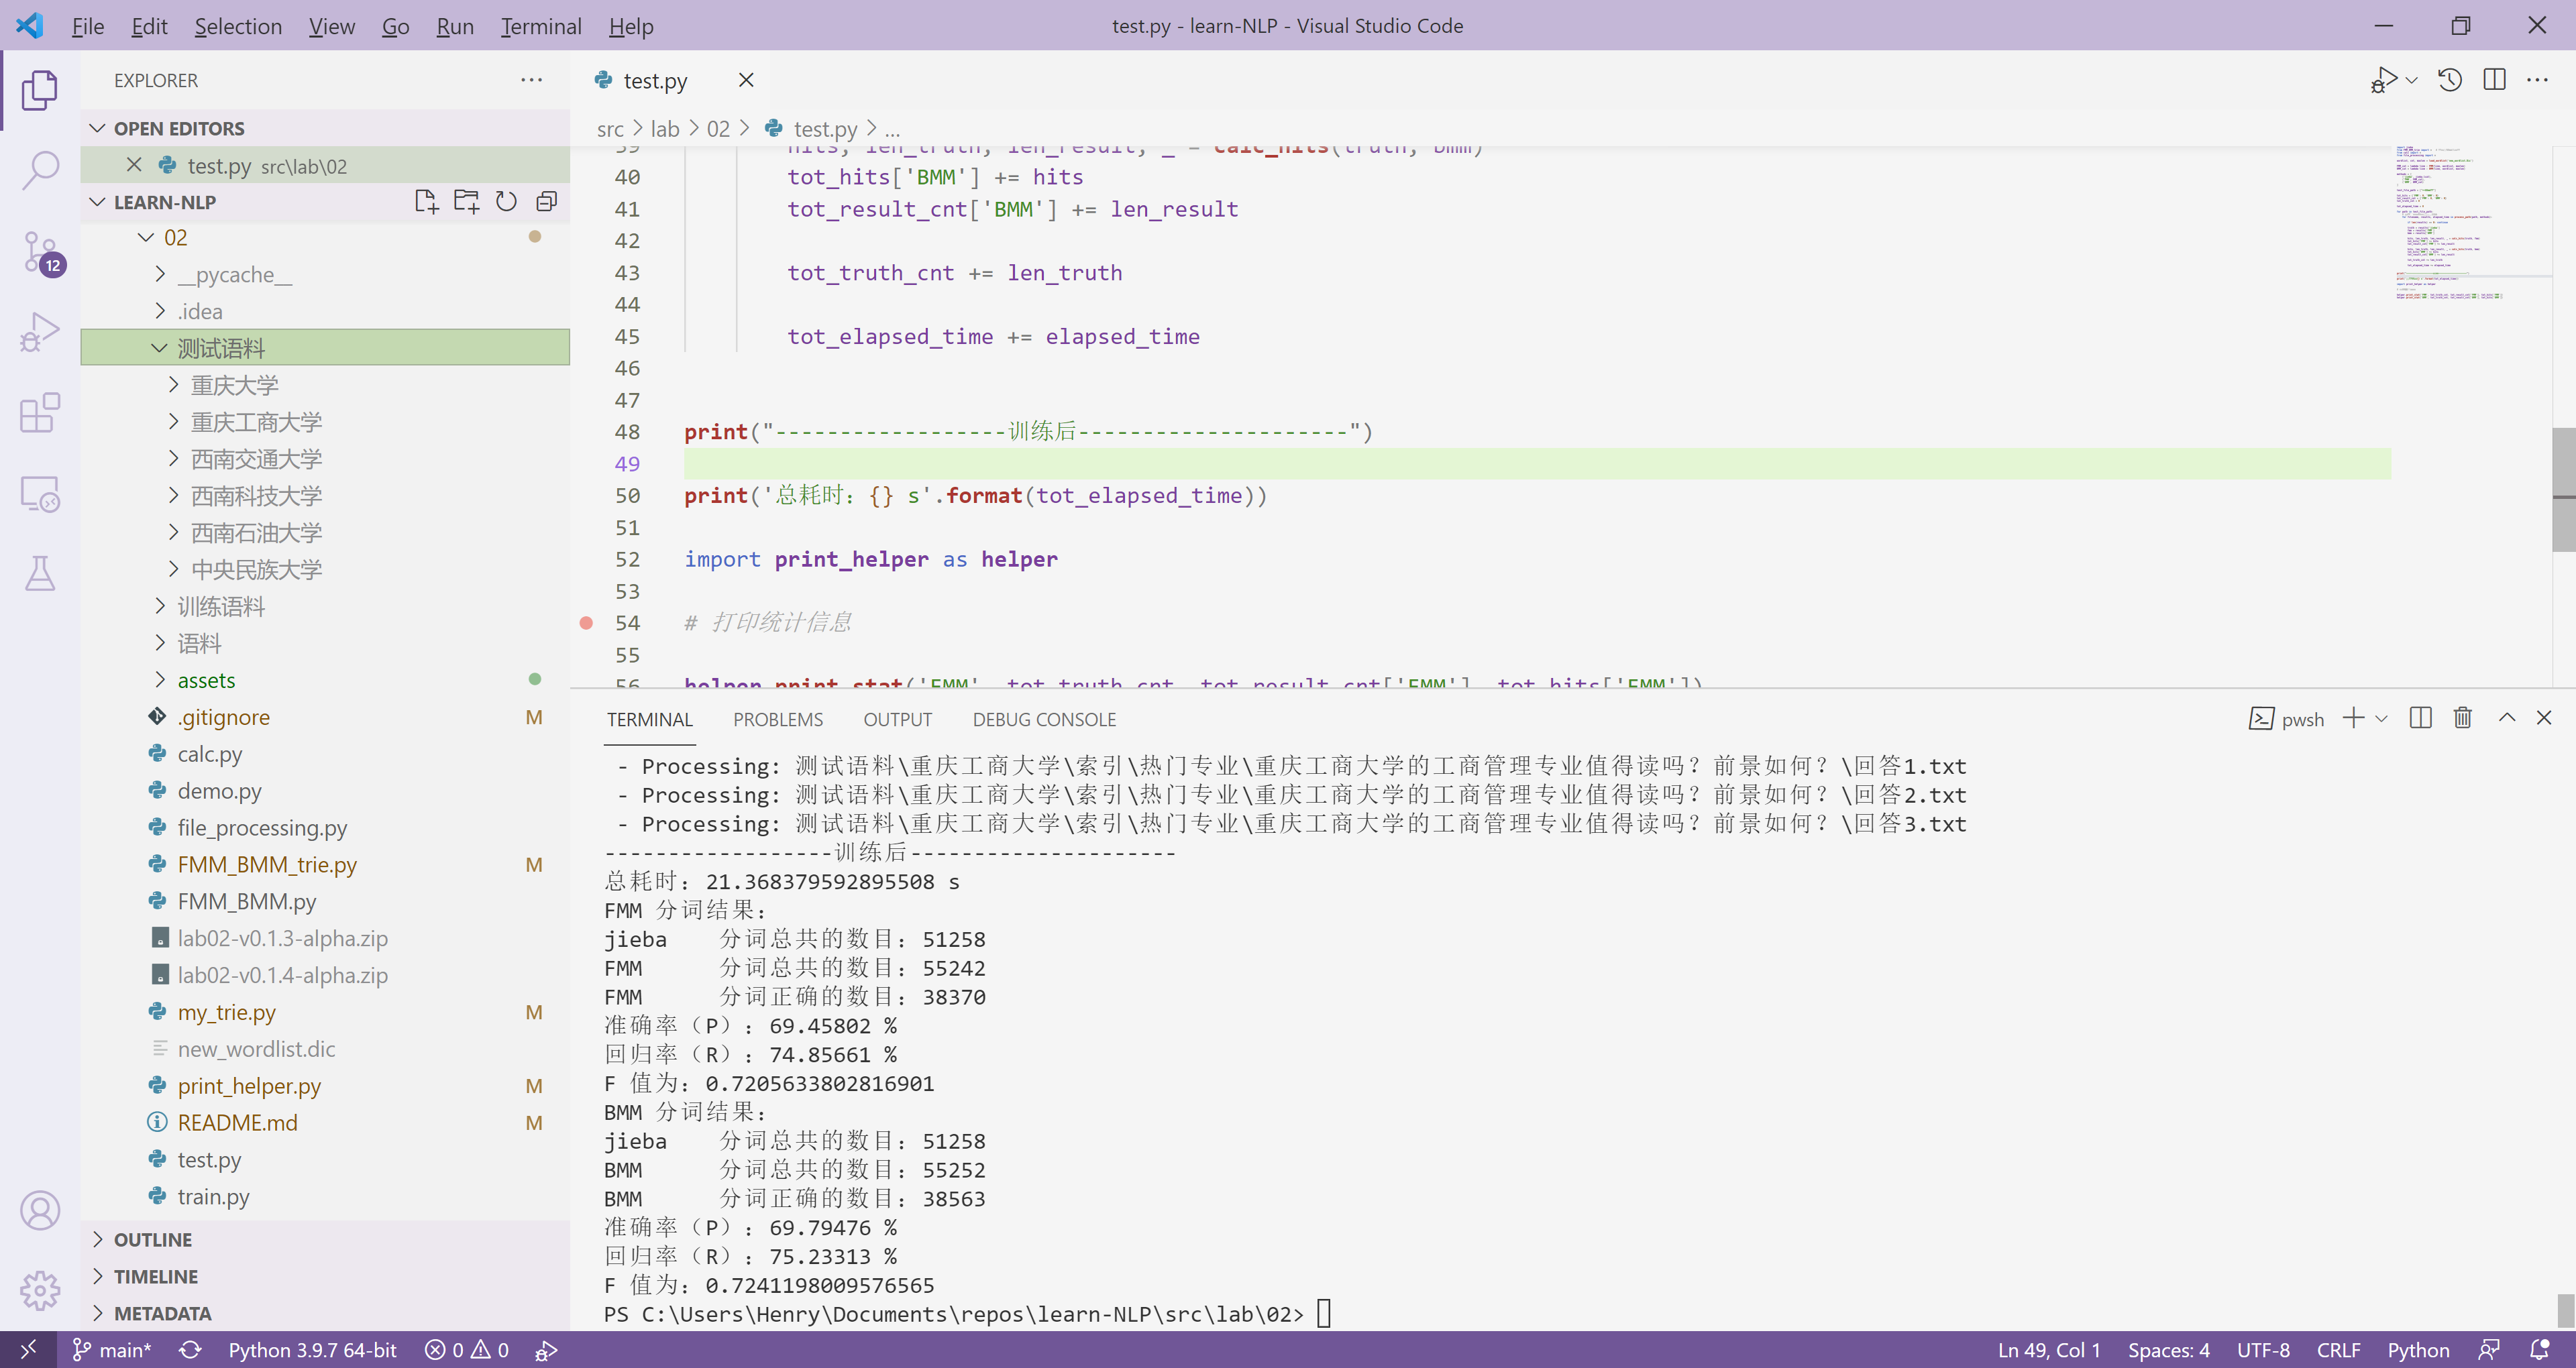 File Edit Selection View Go Run Terminal Help
test.py - learn-NLP - Visual Studio Code
EXPLORER
OPEN EDITORS
test.py src\lab\02
LEARN-NLP
02
__pycache__
.idea
测试语料
重庆大学
重庆工商大学
西南交通大学
西南科技大学
西南石油大学
中央民族大学
训练语料
语料
assets
.gitignore M
calc.py
demo.py
file_processing.py
FMM_BMM_trie.py M
FMM_BMM.py
lab02-v0.1.3-alpha.zip
lab02-v0.1.4-alpha.zip
my_trie.py M
new_wordlist.dic
print_helper.py M
README.md M
test.py
train.py
OUTLINE
TIMELINE
METADATA
12
test.py
src > lab > 02 > test.py > ...
39 hits, len_truth, len_result, _ = calc_hits(truth, bmm)
40 tot_hits['BMM'] += hits
41 tot_result_cnt['BMM'] += len_result
42
43 tot_truth_cnt += len_truth
44
45 tot_elapsed_time += elapsed_time
46
47
48 print("------------------训练后---------------------")
49
50 print('总耗时：{} s'.format(tot_elapsed_time))
51
52 import print_helper as helper
53
54 # 打印统计信息
55
56 helper.print_stat('FMM', tot_truth_cnt, tot_result_cnt['FMM'], tot_hits['FMM'])
TERMINAL PROBLEMS OUTPUT DEBUG CONSOLE
pwsh
- Processing: 测试语料\重庆工商大学\索引\热门专业\重庆工商大学的工商管理专业值得读吗？前景如何？\回答1.txt
- Processing: 测试语料\重庆工商大学\索引\热门专业\重庆工商大学的工商管理专业值得读吗？前景如何？\回答2.txt
- Processing: 测试语料\重庆工商大学\索引\热门专业\重庆工商大学的工商管理专业值得读吗？前景如何？\回答3.txt
------------------训练后---------------------
总耗时：21.368379592895508 s
FMM 分词结果：
jieba 分词总共的数目：51258
FMM 分词总共的数目：55242
FMM 分词正确的数目：38370
准确率（P）：69.45802 %
回归率（R）：74.85661 %
F 值为：0.7205633802816901
BMM 分词结果：
jieba 分词总共的数目：51258
BMM 分词总共的数目：55252
BMM 分词正确的数目：38563
准确率（P）：69.79476 %
回归率（R）：75.23313 %
F 值为：0.7241198009576565
PS C:\Users\Henry\Documents\repos\learn-NLP\src\lab\02>
main* Python 3.9.7 64-bit 0 0
Ln 49, Col 1 Spaces: 4 UTF-8 CRLF Python